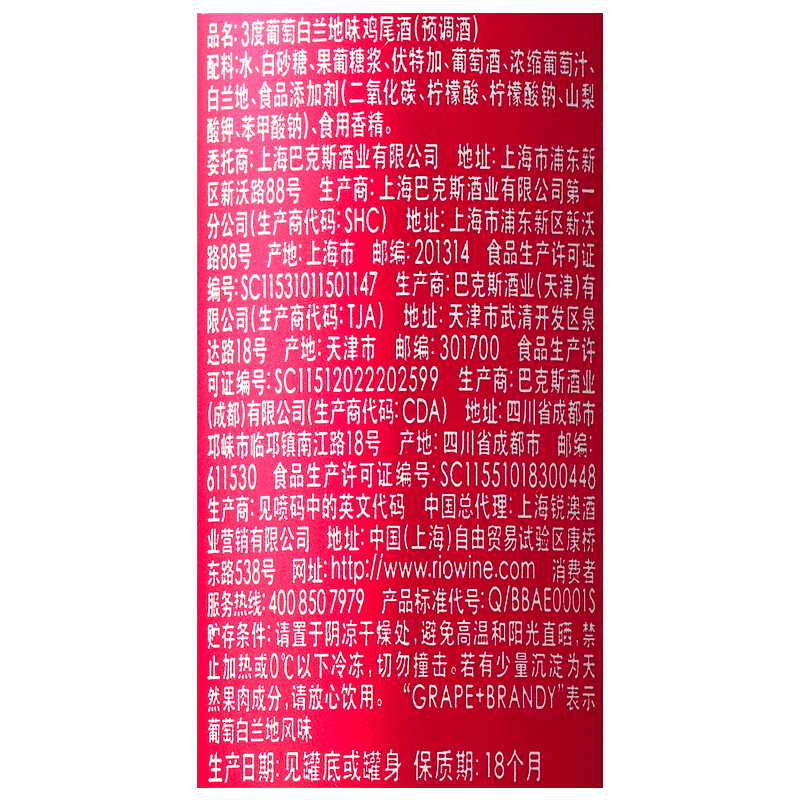 品名:3度葡萄白兰地味鸡尾酒(预调酒)
配料:水、白砂糖、果葡糖浆、伏特加、葡萄酒、浓缩葡萄汁、
白兰地、食品添加剂(二氧化碳、柠檬酸、柠檬酸钠、山梨
酸钾、苯甲酸钠)、食用香精。
委托商:上海巴克斯酒业有限公司 地址:上海市浦东新
区新沃路88号 生产商:上海巴克斯酒业有限公司第一
分公司(生产商代码:SHC) 地址:上海市浦东新区新沃
路88号 产地:上海市 邮编:201314 食品生产许可证
编号:SC11531011501147 生产商:巴克斯酒业(天津)有
限公司(生产商代码:TJA) 地址:天津市武清开发区泉
达路18号 产地:天津市 邮编:301700 食品生产许
可证编号:SC11512022202599 生产商:巴克斯酒业
(成都)有限公司(生产商代码:CDA) 地址:四川省成都市
邛崃市临邛镇南江路18号 产地:四川省成都市 邮编:
611530 食品生产许可证编号:SC11551018300448
生产商:见喷码中的英文代码 中国总代理:上海锐澳酒
业营销有限公司 地址:中国(上海)自由贸易试验区康桥
东路538号 网址:http://www.riowine.com 消费者
服务热线:4008507979 产品标准代号:Q/BBAE0001S
贮存条件:请置于阴凉干燥处,避免高温和阳光直晒,禁
止加热或0℃以下冷冻,切勿撞击。若有少量沉淀为天
然果肉成分,请放心饮用。“GRAPE+BRANDY”表示
葡萄白兰地风味
生产日期:见罐底或罐身 保质期:18个月